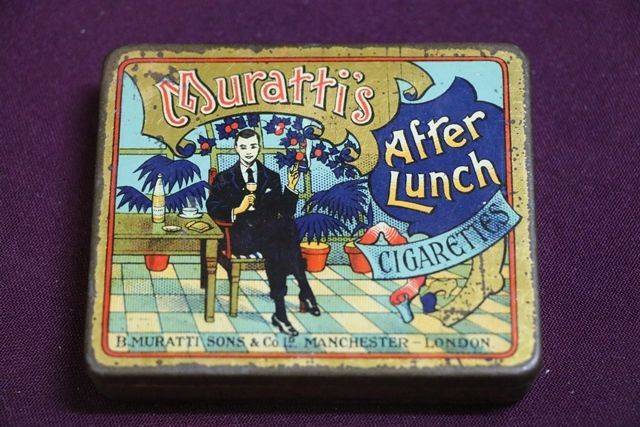 Muratti's
After
Lunch
CIGARETTES
B. MURATTI SONS & Co LD. MANCHESTER – LONDON.